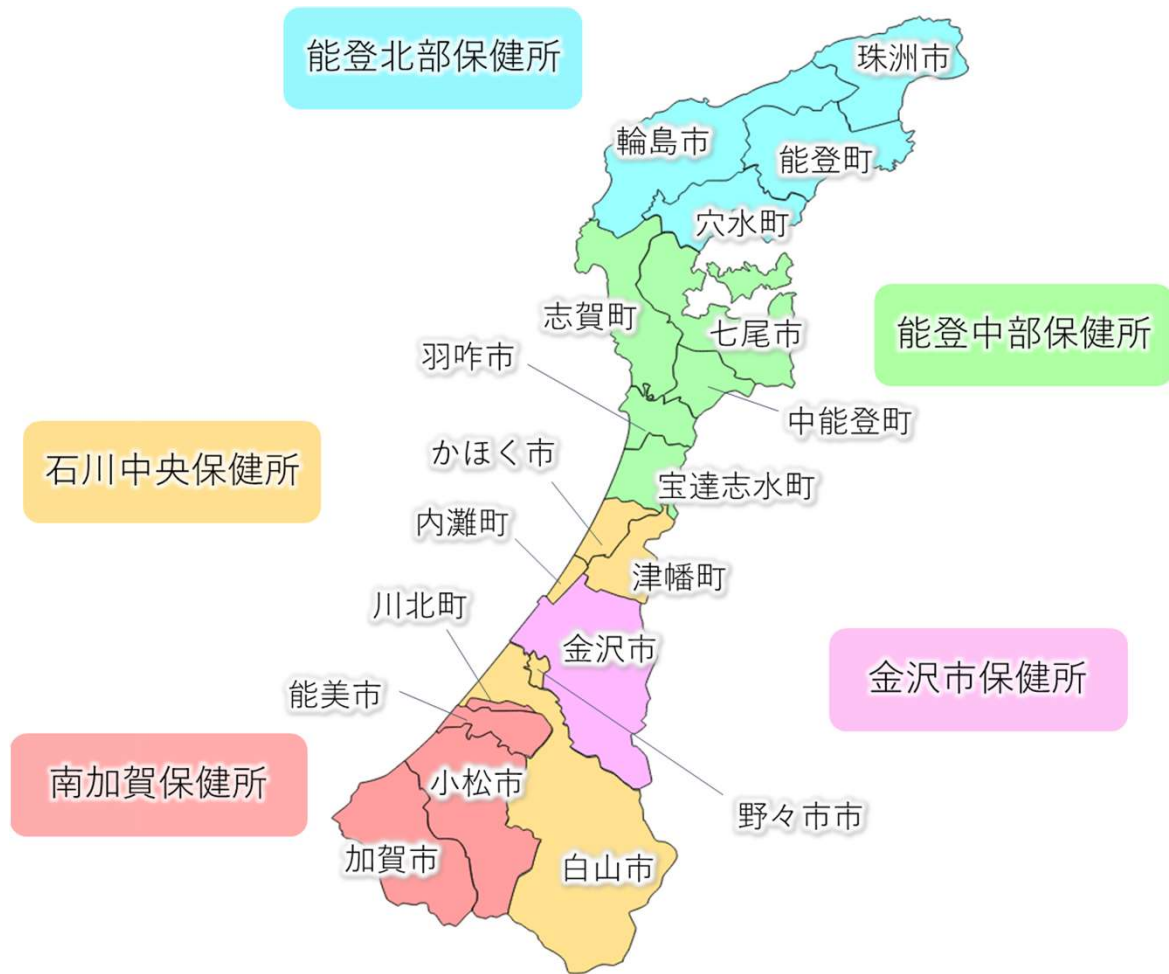 能登北部保健所
珠洲市
輪島市
能登町
穴水町
志賀町
七尾市
能登中部保健所
羽咋市
中能登町
かほく市
石川中央保健所
宝達志水町
内灘町
津幡町
川北町
金沢市
金沢市保健所
能美市
南加賀保健所
小松市
野々市市
加賀市
白山市